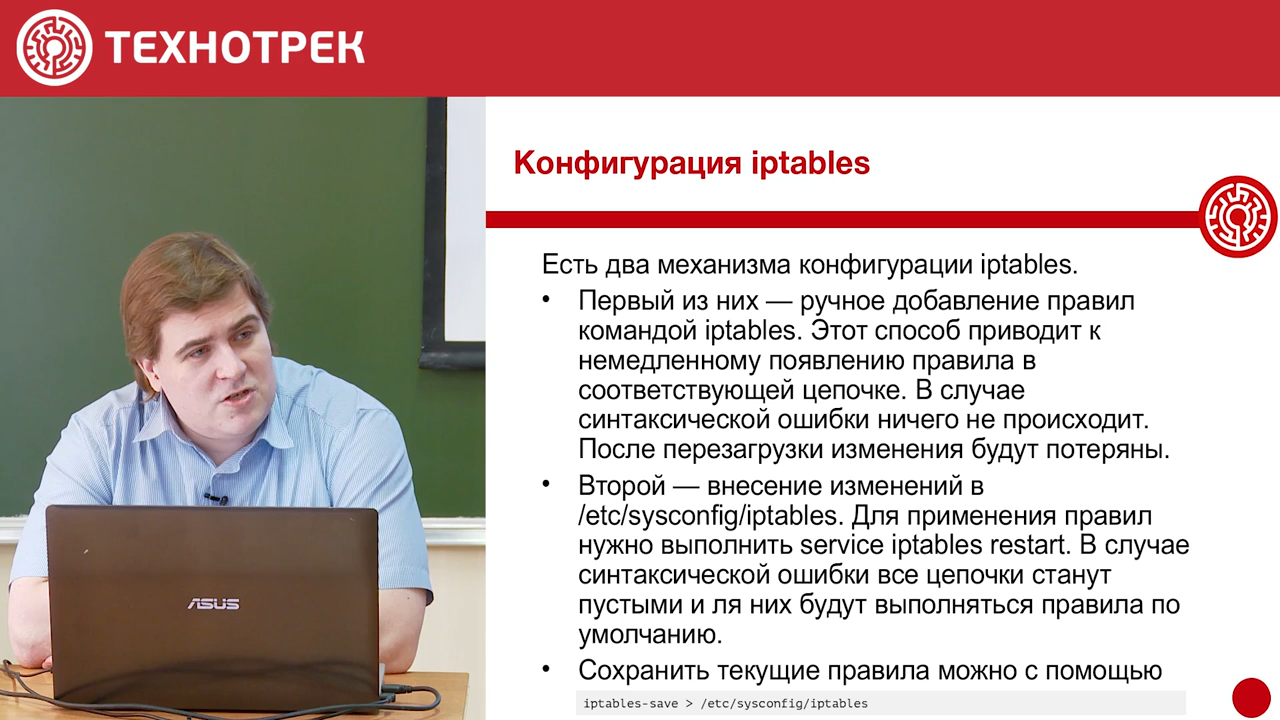 ТЕХНОТРЕК
Конфигурация iptables
Есть два механизма конфигурации iptables.
• Первый из них — ручное добавление правил
командой iptables. Этот способ приводит к
немедленному появлению правила в
соответствующей цепочке. В случае
синтаксической ошибки ничего не происходит.
После перезагрузки изменения будут потеряны.
• Второй — внесение изменений в
/etc/sysconfig/iptables. Для применения правил
нужно выполнить service iptables restart. В случае
синтаксической ошибки все цепочки станут
пустыми и ля них будут выполняться правила по
умолчанию.
• Сохранить текущие правила можно с помощью
iptables-save > /etc/sysconfig/iptables
ASUS